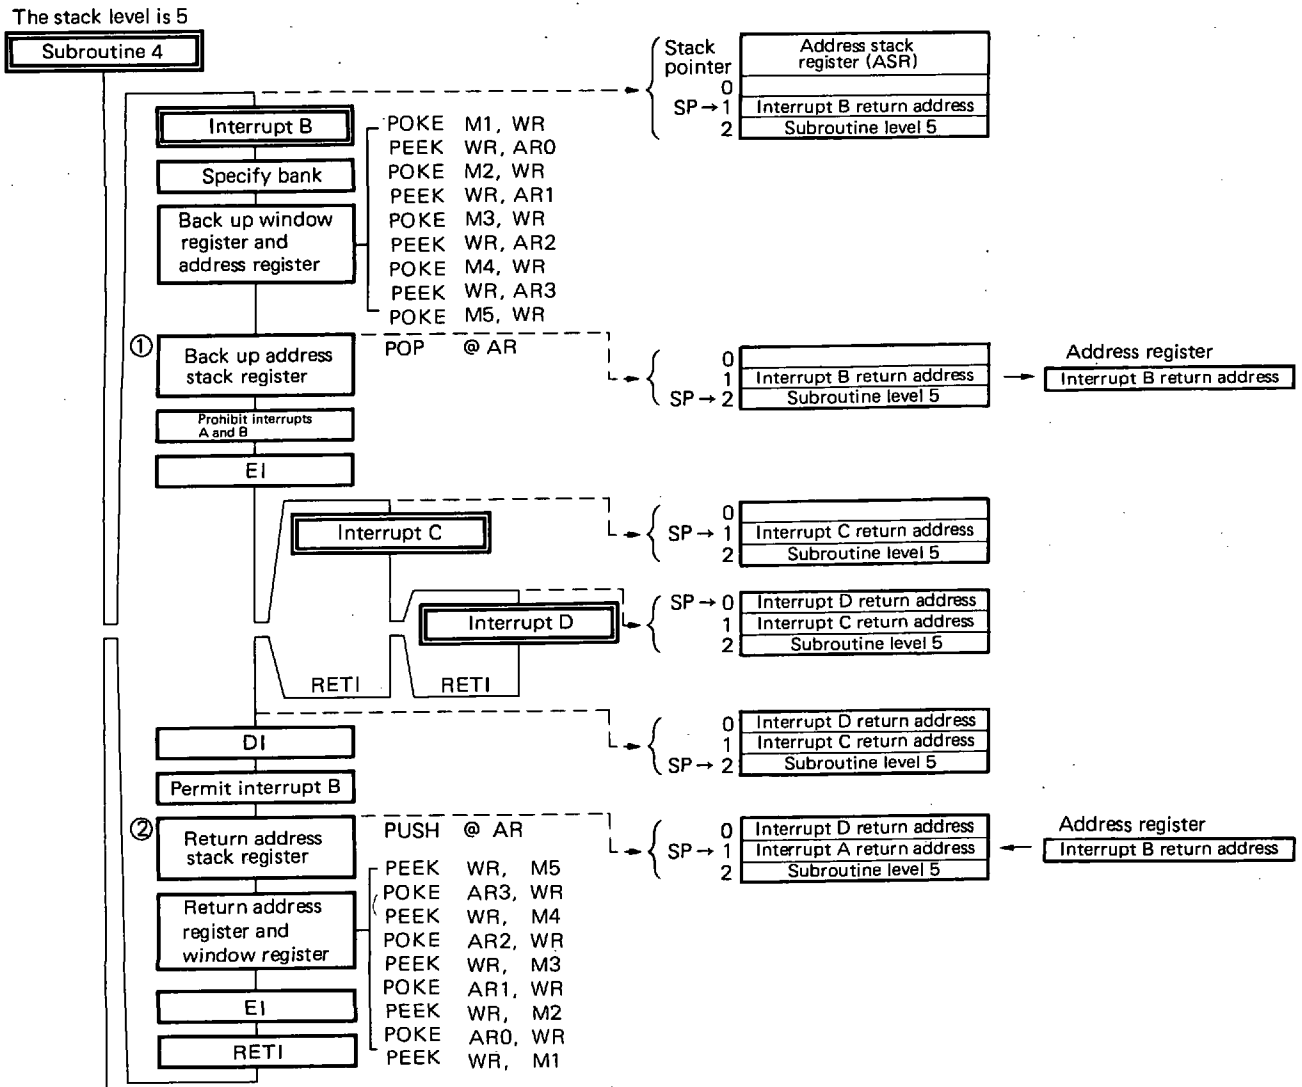 The stack level is 5
Subroutine 4
Stack pointer
Address stack register (ASR)
0
SP → 1 Interrupt B return address
2 Subroutine level 5
Interrupt B
Specify bank
Back up window
register and
address register
POKE M1, WR
PEEK WR, AR0
POKE M2, WR
PEEK WR, AR1
POKE M3, WR
PEEK WR, AR2
POKE M4, WR
PEEK WR, AR3
POKE M5, WR
① Back up address
stack register
POP @ AR
0
1 Interrupt B return address
SP → 2 Subroutine level 5
Address register
Interrupt B return address
Prohibit interrupts
A and B
EI
Interrupt C
0
SP → 1 Interrupt C return address
2 Subroutine level 5
Interrupt D
SP → 0 Interrupt D return address
1 Interrupt C return address
2 Subroutine level 5
RETI RETI
0 Interrupt D return address
1 Interrupt C return address
SP → 2 Subroutine level 5
DI
Permit interrupt B
② Return address
stack register
PUSH @ AR
0 Interrupt D return address
SP → 1 Interrupt A return address
2 Subroutine level 5
Address register
Interrupt B return address
Return address
register and
window register
PEEK WR, M5
POKE AR3, WR
PEEK WR, M4
POKE AR2, WR
PEEK WR, M3
POKE AR1, WR
PEEK WR, M2
POKE AR0, WR
PEEK WR, M1
EI
RETI